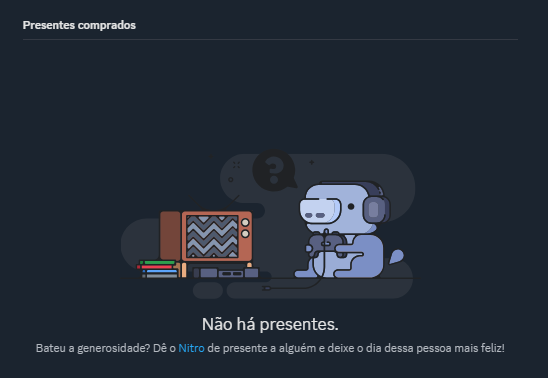 Presentes comprados
?
Não há presentes.
Bateu a generosidade? Dê o Nitro de presente a alguém e deixe o dia dessa pessoa mais feliz!